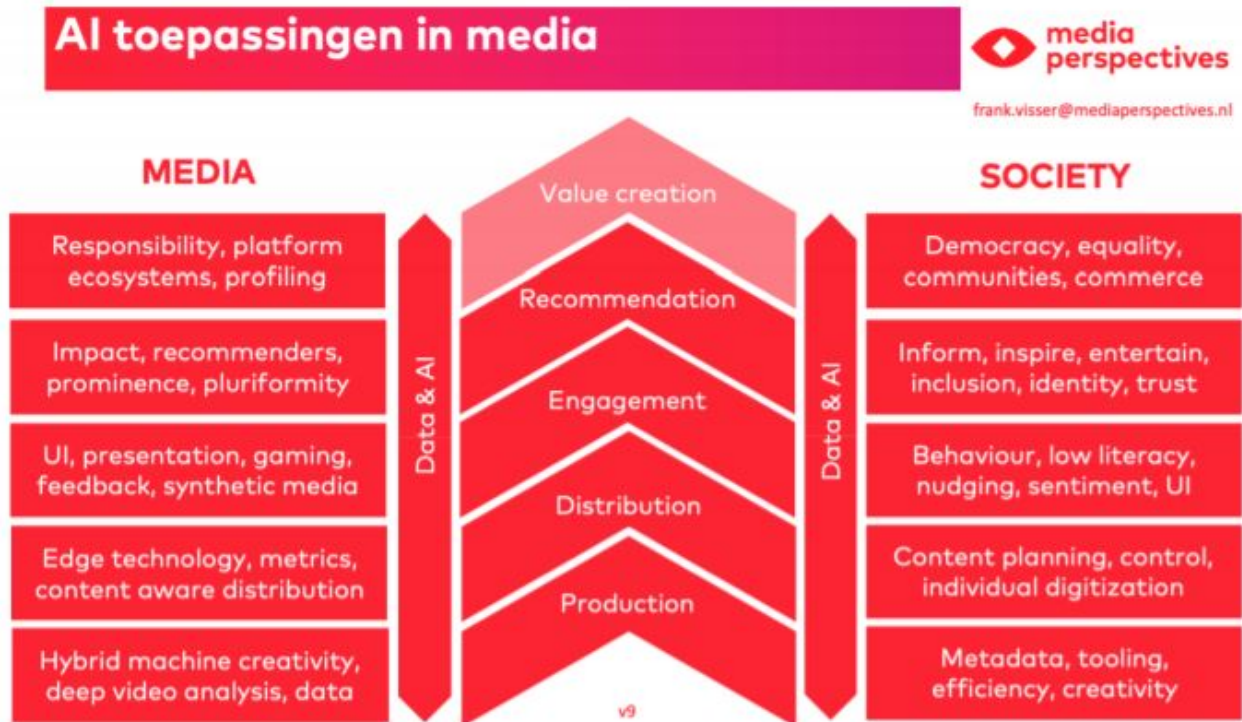 AI toepassingen in media
media
perspectives
frank.visser@mediaperspectives.nl
MEDIA
Responsibility, platform
ecosystems, profiling
Impact, recommenders,
prominence, pluriformity
UI, presentation, gaming,
feedback, synthetic media
Edge technology, metrics,
content aware distribution
Hybrid machine creativity,
deep video analysis, data
Data & AI
Value creation
Recommendation
Engagement
Distribution
Production
v9
Data & AI
SOCIETY
Democracy, equality,
communities, commerce
Inform, inspire, entertain,
inclusion, identity, trust
Behaviour, low literacy,
nudging, sentiment, UI
Content planning, control,
individual digitization
Metadata, tooling,
efficiency, creativity